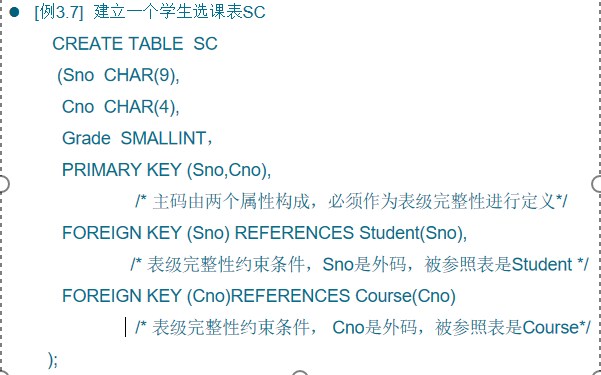 [例3.7] 建立一个学生选课表SC
CREATE TABLE SC
(Sno CHAR(9),
Cno CHAR(4),
Grade SMALLINT，
PRIMARY KEY (Sno,Cno),
/* 主码由两个属性构成，必须作为表级完整性进行定义*/
FOREIGN KEY (Sno) REFERENCES Student(Sno),
/* 表级完整性约束条件，Sno是外码，被参照表是Student */
FOREIGN KEY (Cno)REFERENCES Course(Cno)
/* 表级完整性约束条件， Cno是外码，被参照表是Course*/
);